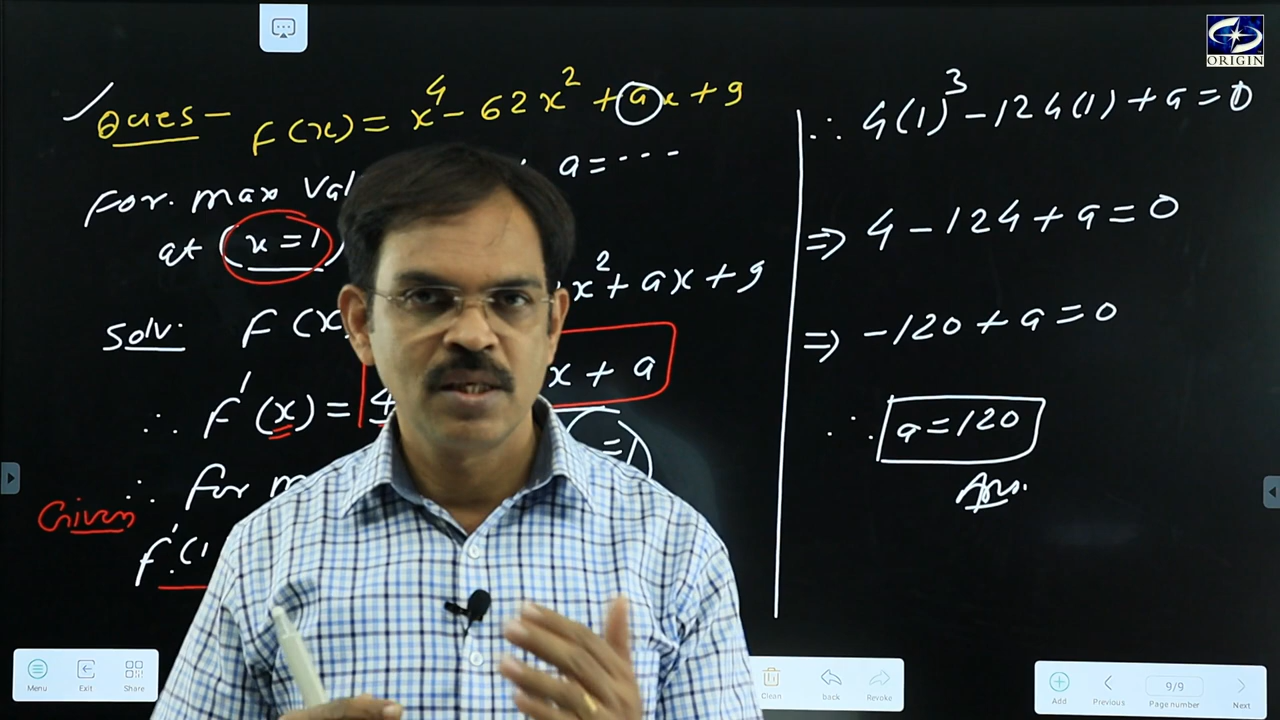 ORIGIN
Ques- f(x) = x⁴ - 62x² + ax + 9
For. max Val a = ---
at (x=1)
Solv: F(x x² + ax + 9
∴ f'(x) = 4 x + a
=1
∴ for m
Given
f'(1
∴ 4(1)³ - 124(1) + a = 0
⇒ 4 - 124 + a = 0
⇒ -120 + a = 0
∴ a = 120
Ans.
Menu Exit Share
Clean back Revoke
Add Previous 9/9 Page number Next